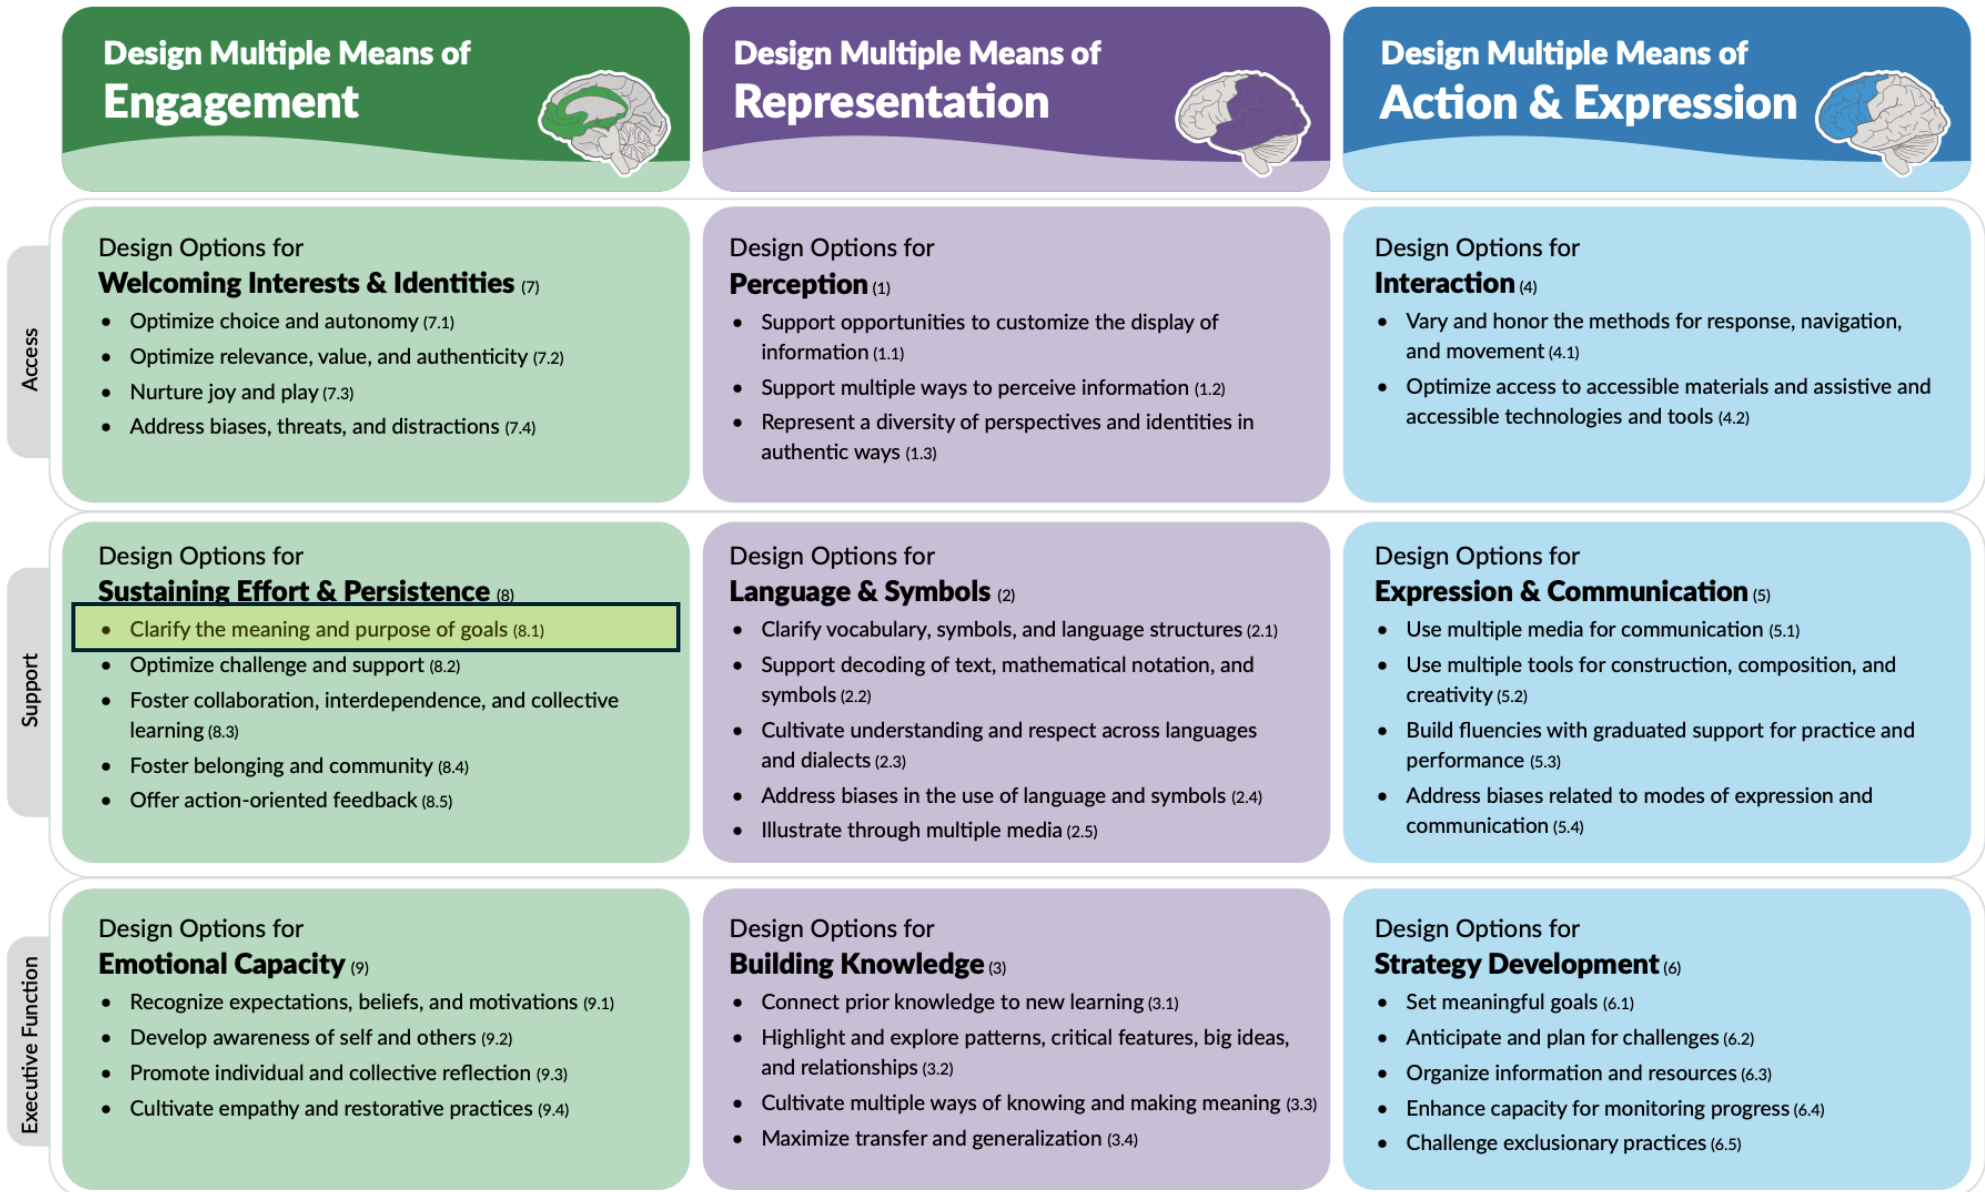 Design Multiple Means of
Engagement
Design Multiple Means of
Representation
Design Multiple Means of
Action & Expression
Access
Design Options for
Welcoming Interests & Identities (7)
• Optimize choice and autonomy (7.1)
• Optimize relevance, value, and authenticity (7.2)
• Nurture joy and play (7.3)
• Address biases, threats, and distractions (7.4)
Design Options for
Perception (1)
• Support opportunities to customize the display of
information (1.1)
• Support multiple ways to perceive information (1.2)
• Represent a diversity of perspectives and identities in
authentic ways (1.3)
Design Options for
Interaction (4)
• Vary and honor the methods for response, navigation,
and movement (4.1)
• Optimize access to accessible materials and assistive and
accessible technologies and tools (4.2)
Support
Design Options for
Sustaining Effort & Persistence (8)
• Clarify the meaning and purpose of goals (8.1)
• Optimize challenge and support (8.2)
• Foster collaboration, interdependence, and collective
learning (8.3)
• Foster belonging and community (8.4)
• Offer action-oriented feedback (8.5)
Design Options for
Language & Symbols (2)
• Clarify vocabulary, symbols, and language structures (2.1)
• Support decoding of text, mathematical notation, and
symbols (2.2)
• Cultivate understanding and respect across languages
and dialects (2.3)
• Address biases in the use of language and symbols (2.4)
• Illustrate through multiple media (2.5)
Design Options for
Expression & Communication (5)
• Use multiple media for communication (5.1)
• Use multiple tools for construction, composition, and
creativity (5.2)
• Build fluencies with graduated support for practice and
performance (5.3)
• Address biases related to modes of expression and
communication (5.4)
Executive Function
Design Options for
Emotional Capacity (9)
• Recognize expectations, beliefs, and motivations (9.1)
• Develop awareness of self and others (9.2)
• Promote individual and collective reflection (9.3)
• Cultivate empathy and restorative practices (9.4)
Design Options for
Building Knowledge (3)
• Connect prior knowledge to new learning (3.1)
• Highlight and explore patterns, critical features, big ideas,
and relationships (3.2)
• Cultivate multiple ways of knowing and making meaning (3.3)
• Maximize transfer and generalization (3.4)
Design Options for
Strategy Development (6)
• Set meaningful goals (6.1)
• Anticipate and plan for challenges (6.2)
• Organize information and resources (6.3)
• Enhance capacity for monitoring progress (6.4)
• Challenge exclusionary practices (6.5)